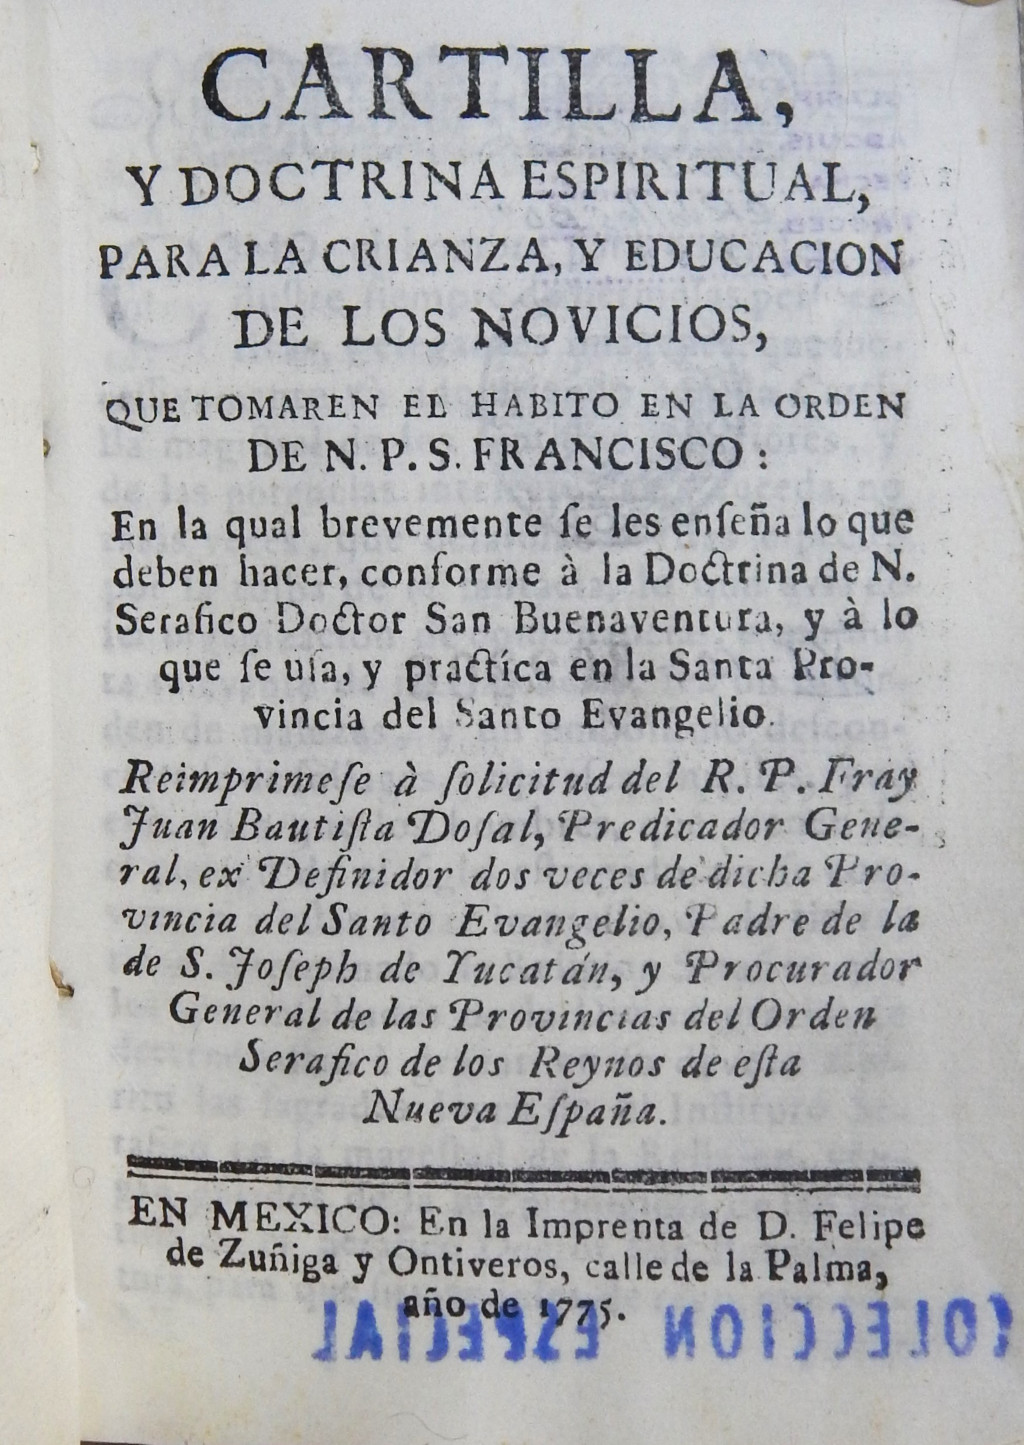 CARTILLA,
Y DOCTRINA ESPIRITUAL,
PARA LA CRIANZA, Y EDUCACION
DE LOS NOVICIOS,
QUE TOMAREN EL HABITO EN LA ORDEN
DE N. P. S. FRANCISCO:
En la qual brevemente ſe les enſeña lo que
deben hacer, conforme à la Doctrina de N.
Serafico Doctor San Buenaventura, y à lo
que ſe uſa, y practíca en la Santa Pro-
vincia del Santo Evangelio.
Reimprimeſe à ſolicitud del R. P. Fray
Juan Bautiſta Doſal, Predicador Gene-
ral, ex Definidor dos veces de dicha Pro-
vincia del Santo Evangelio, Padre de la
de S. Joſeph de Yucatán, y Procurador
General de las Provincias del Orden
Serafico de los Reynos de eſta
Nueva Eſpaña.
EN MEXICO: En la Imprenta de D. Felipe
de Zuñiga y Ontiveros, calle de la Palma,
año de 1775.
COLECCION ESPECIAL